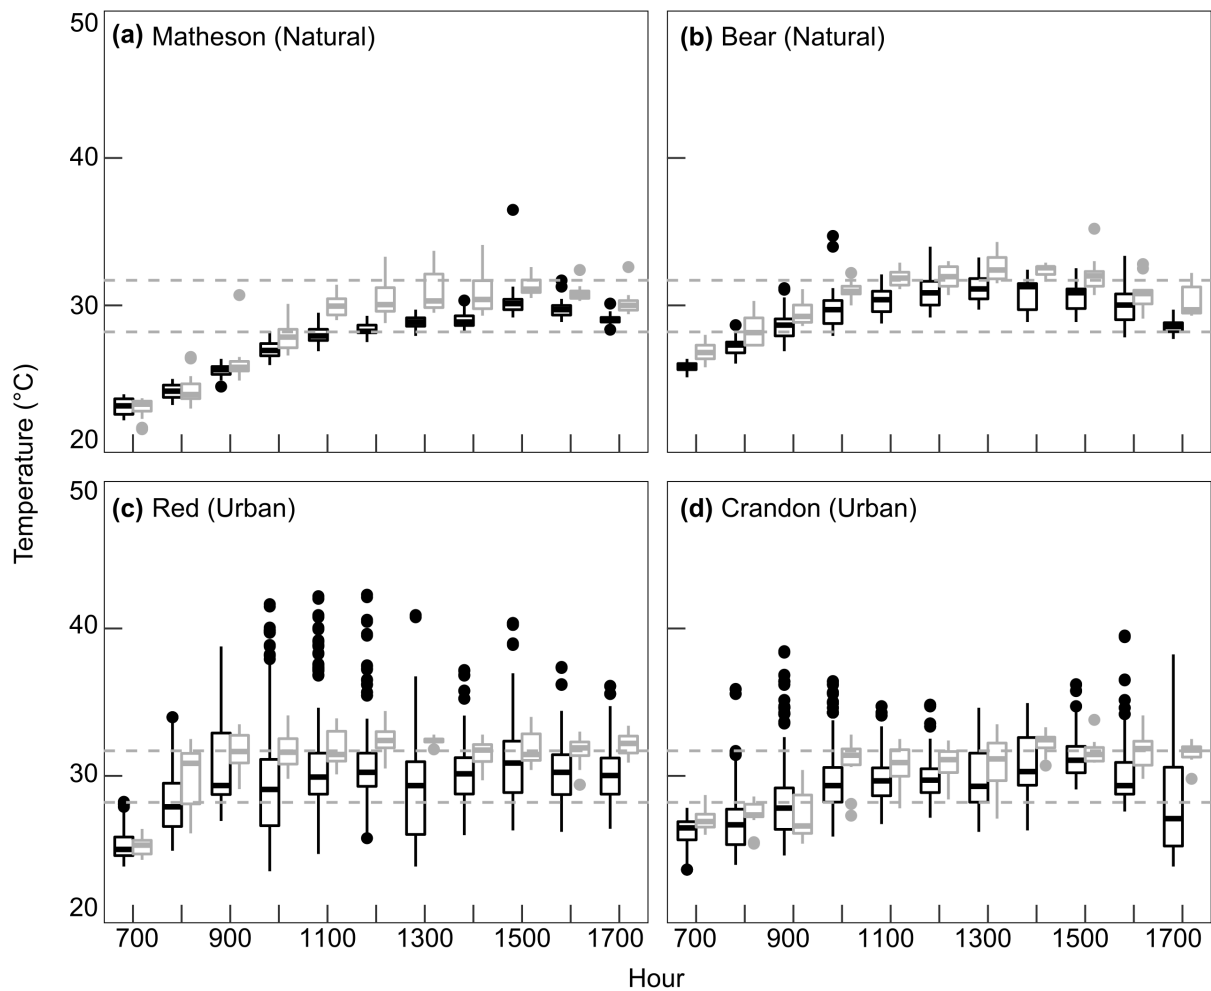 (a) Matheson (Natural)
(b) Bear (Natural)
50
40
30
20
(c) Red (Urban)
(d) Crandon (Urban)
50
40
30
20
Temperature (°C)
700 900 1100 1300 1500 1700
700 900 1100 1300 1500 1700
Hour